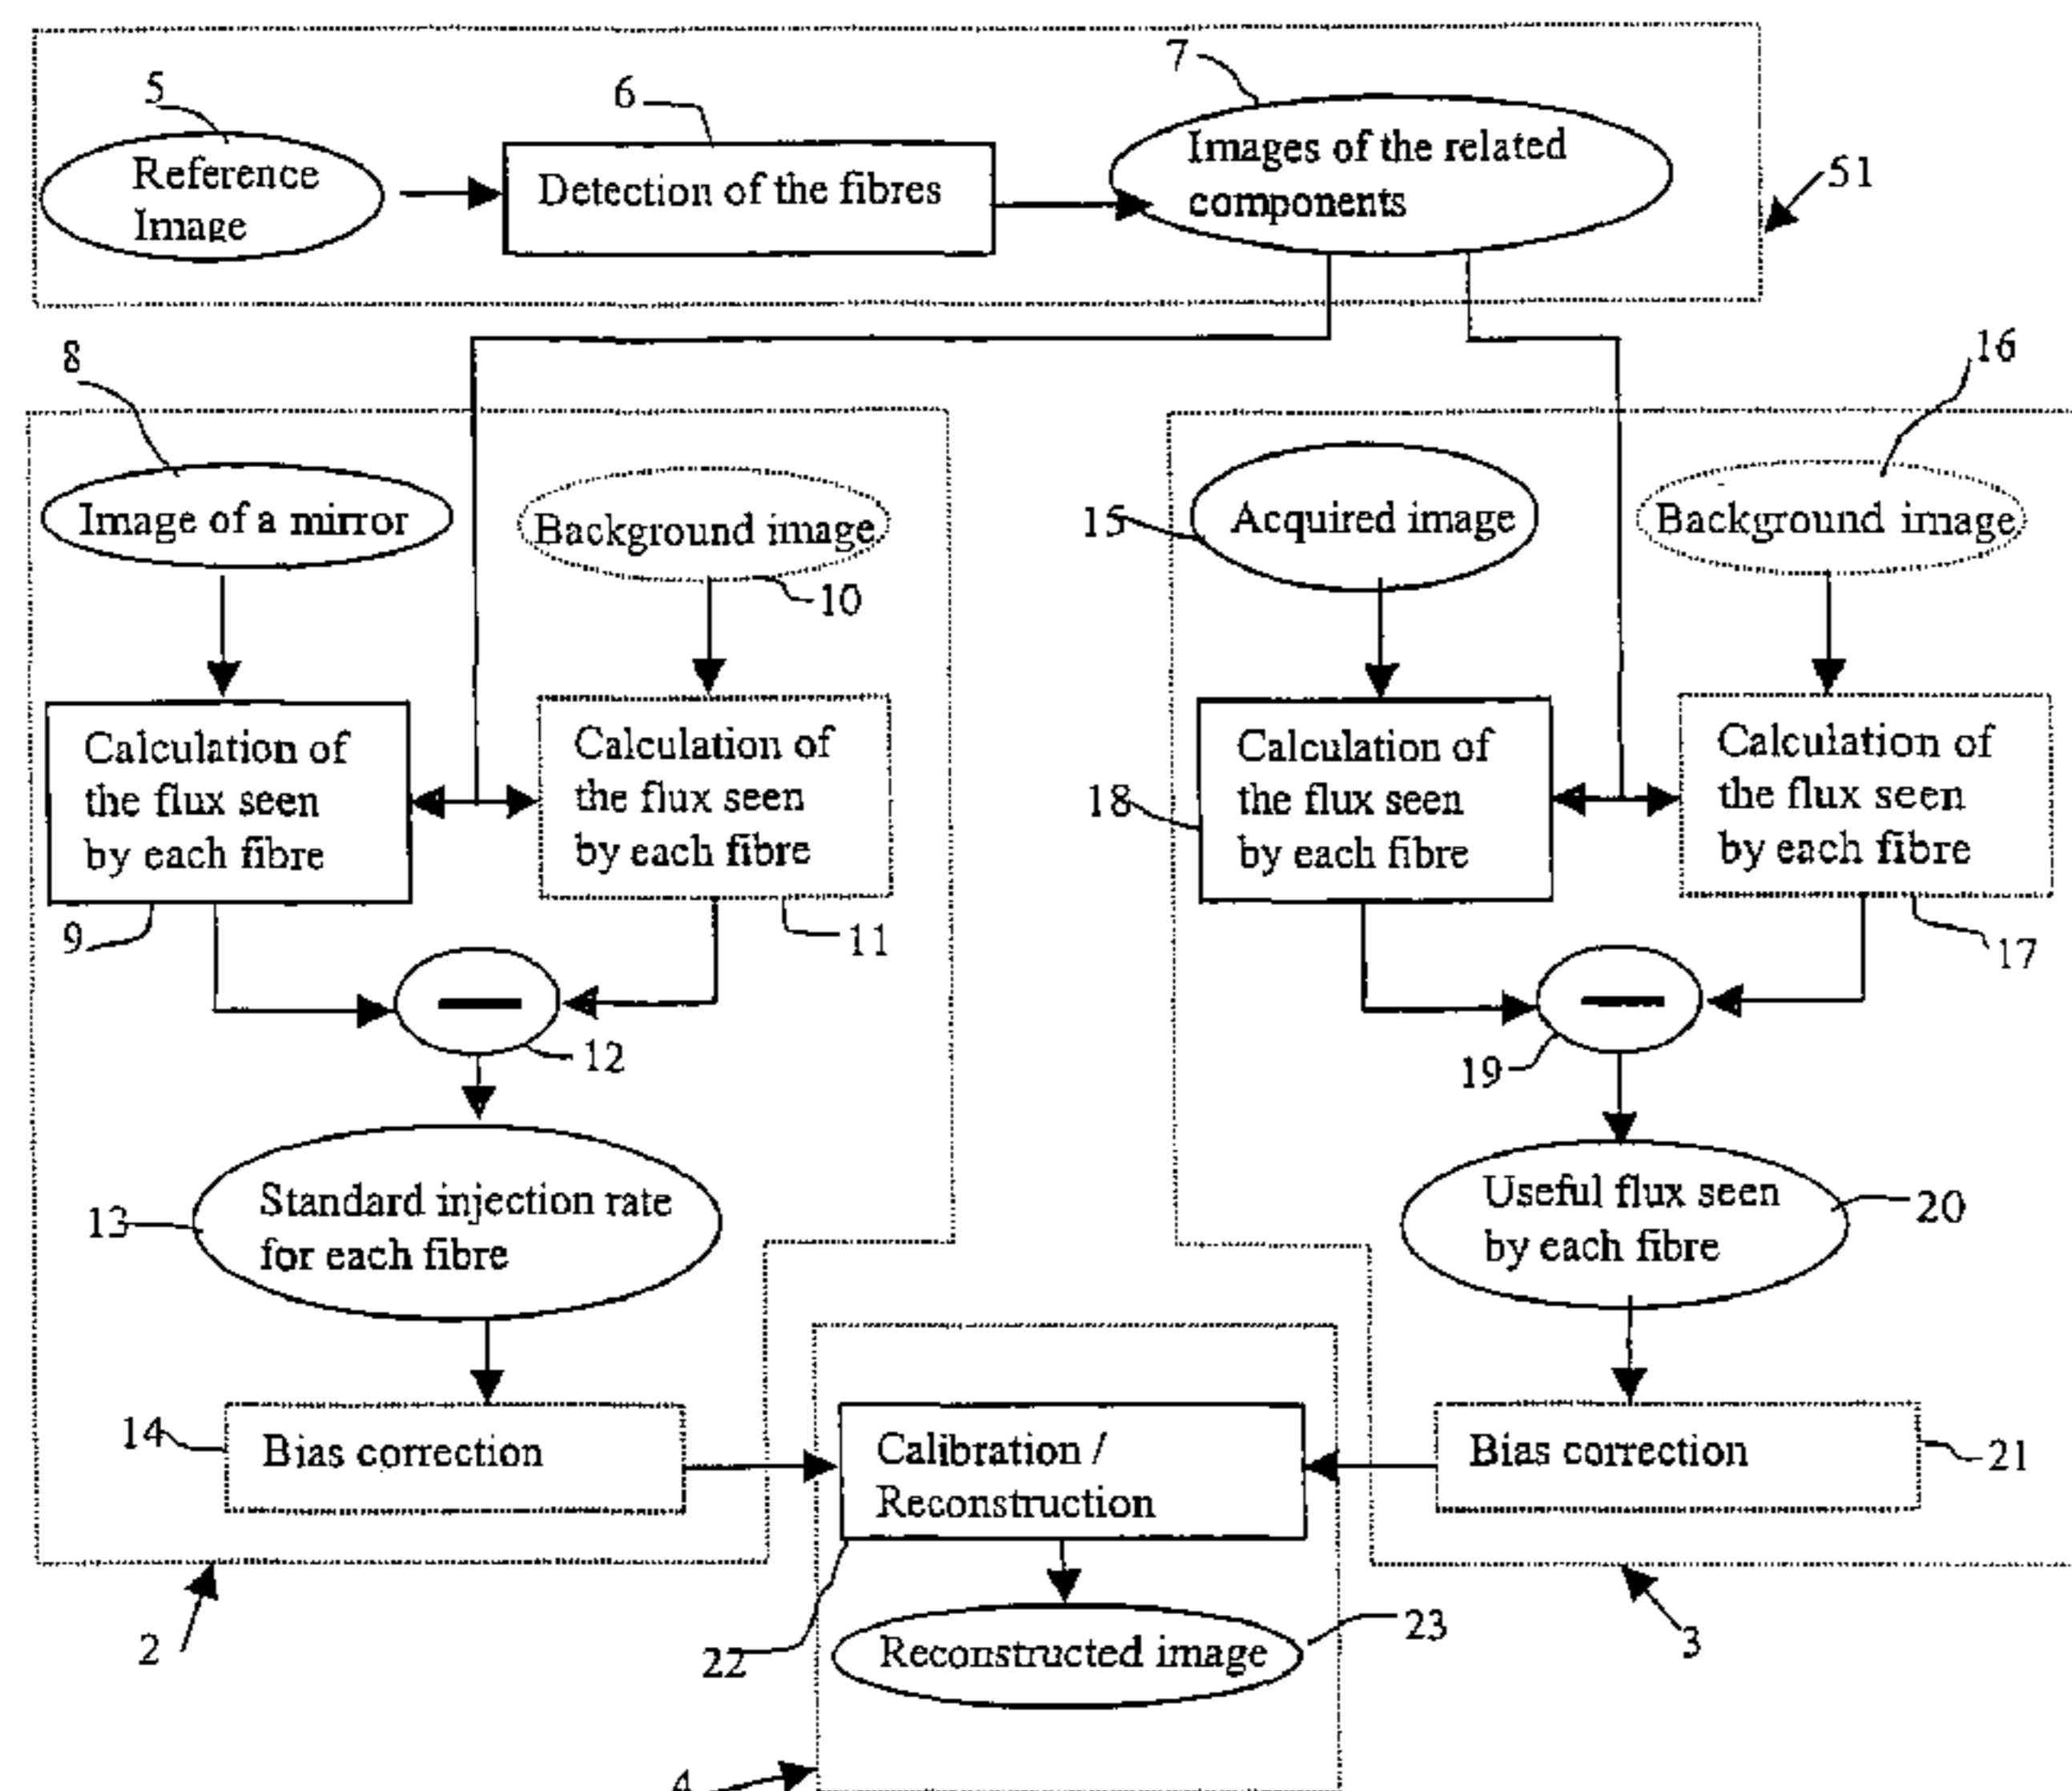 5
6
7
Reference
Image
Detection of the fibres
Images of the related
components
51
8
16
Image of a mirror
Background image
10
15
Acquired image
Background image
Calculation of
the flux seen
by each fibre
Calculation of
the flux seen
by each fibre
18
Calculation of
the flux seen
by each fibre
Calculation of
the flux seen
by each fibre
9
11
17
12
19
13
Standard injection rate
for each fibre
Useful flux seen
by each fibre
20
14
Bias correction
Calibration /
Reconstruction
Bias correction
21
2
22
Reconstructed image
23
3
4